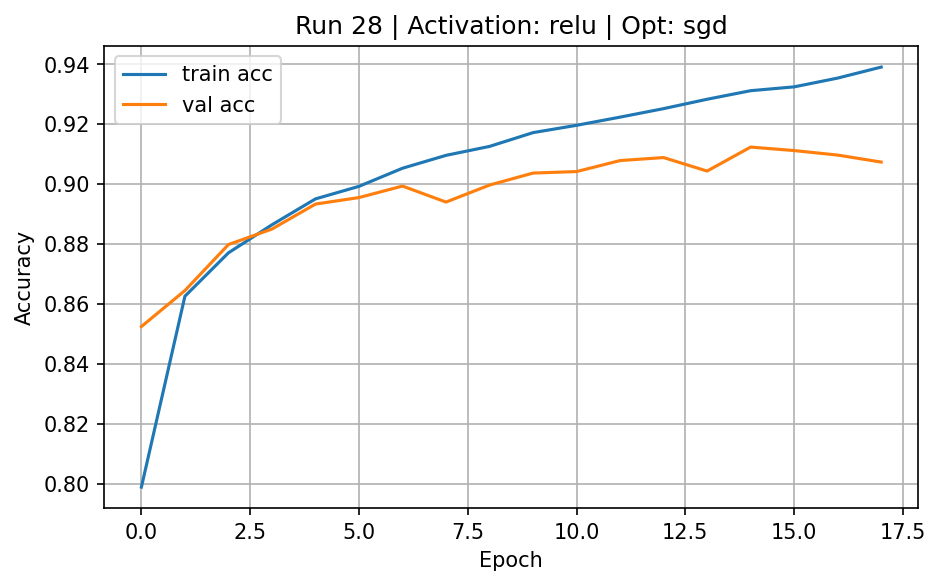 Run 28 | Activation: relu | Opt: sgd
train acc
val acc
Accuracy
0.94
0.92
0.90
0.88
0.86
0.84
0.82
0.80
0.0 2.5 5.0 7.5 10.0 12.5 15.0 17.5
Epoch